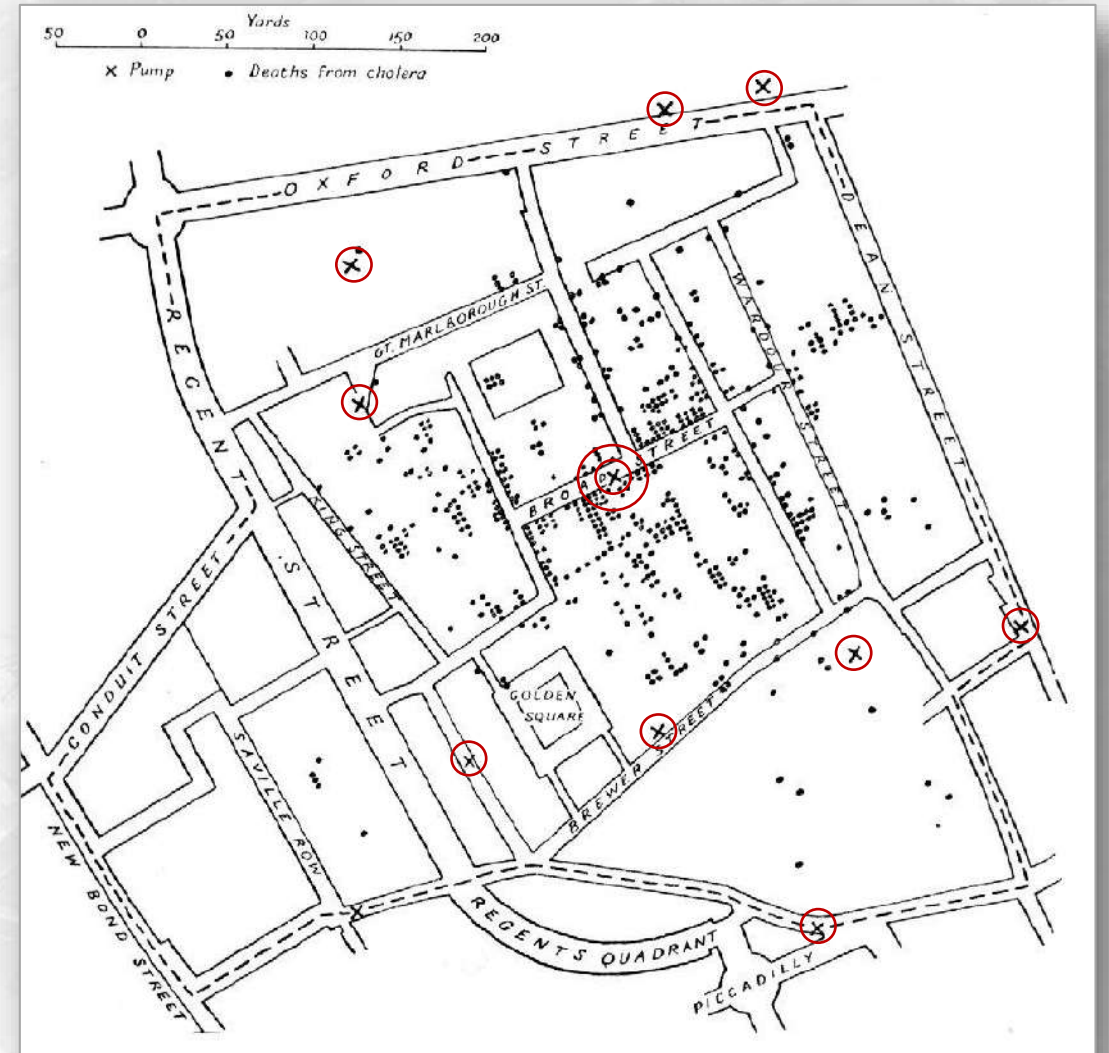 Yards
50 0 50 100 150 200
x Pump • Deaths from cholera
OXFORD STREET
DEAN STREET
REGENT STREET
GT. MARLBOROUGH ST.
WARDOUR STREET
BROAD STREET
KING STREET
CONDUIT STREET
GOLDEN
SQUARE
SAVILLE ROW
BREWER STREET
NEW BOND STREET
REGENTS QUADRANT
PICCADILLY